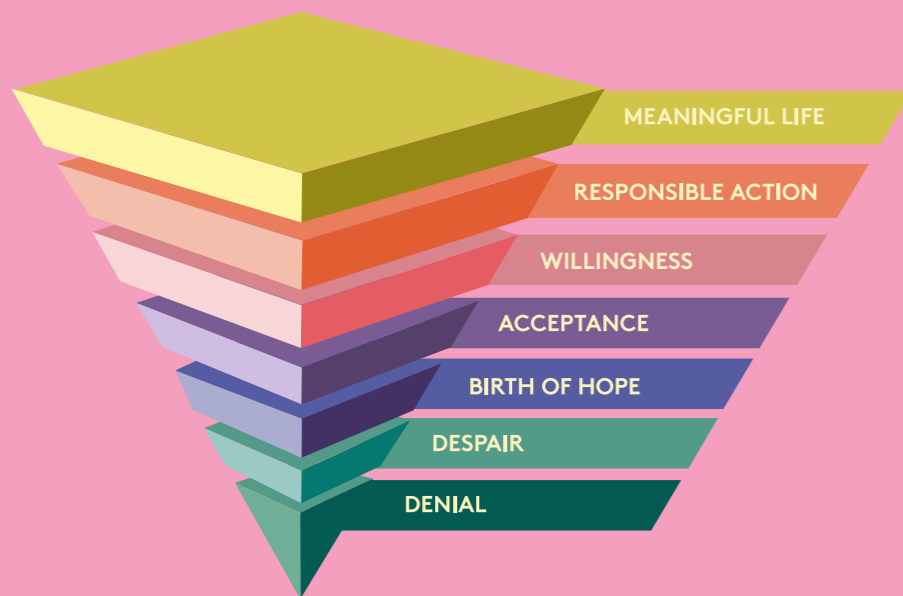 MEANINGFUL LIFE
RESPONSIBLE ACTION
WILLINGNESS
ACCEPTANCE
BIRTH OF HOPE
DESPAIR
DENIAL